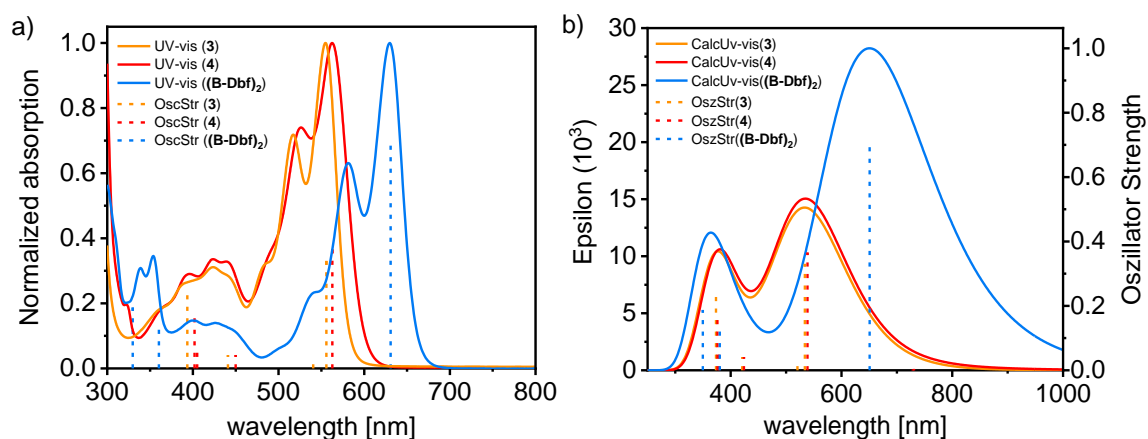 a)
1.0
0.8
0.6
0.4
0.2
0.0
Normalized absorption
UV-vis (3)
UV-vis (4)
UV-vis ((B-Dbf)₂)
OscStr (3)
OscStr (4)
OscStr ((B-Dbf)₂)
300 400 500 600 700 800
wavelength [nm]
b)
30
25
20
15
10
5
0
Epsilon (10³)
CalcUv-vis(3)
CalcUv-vis(4)
CalcUv-vis((B-Dbf)₂)
OszStr(3)
OszStr(4)
OszStr((B-Dbf)₂)
1.0
0.8
0.6
0.4
0.2
0.0
Oszillator Strength
400 600 800 1000
wavelength [nm]